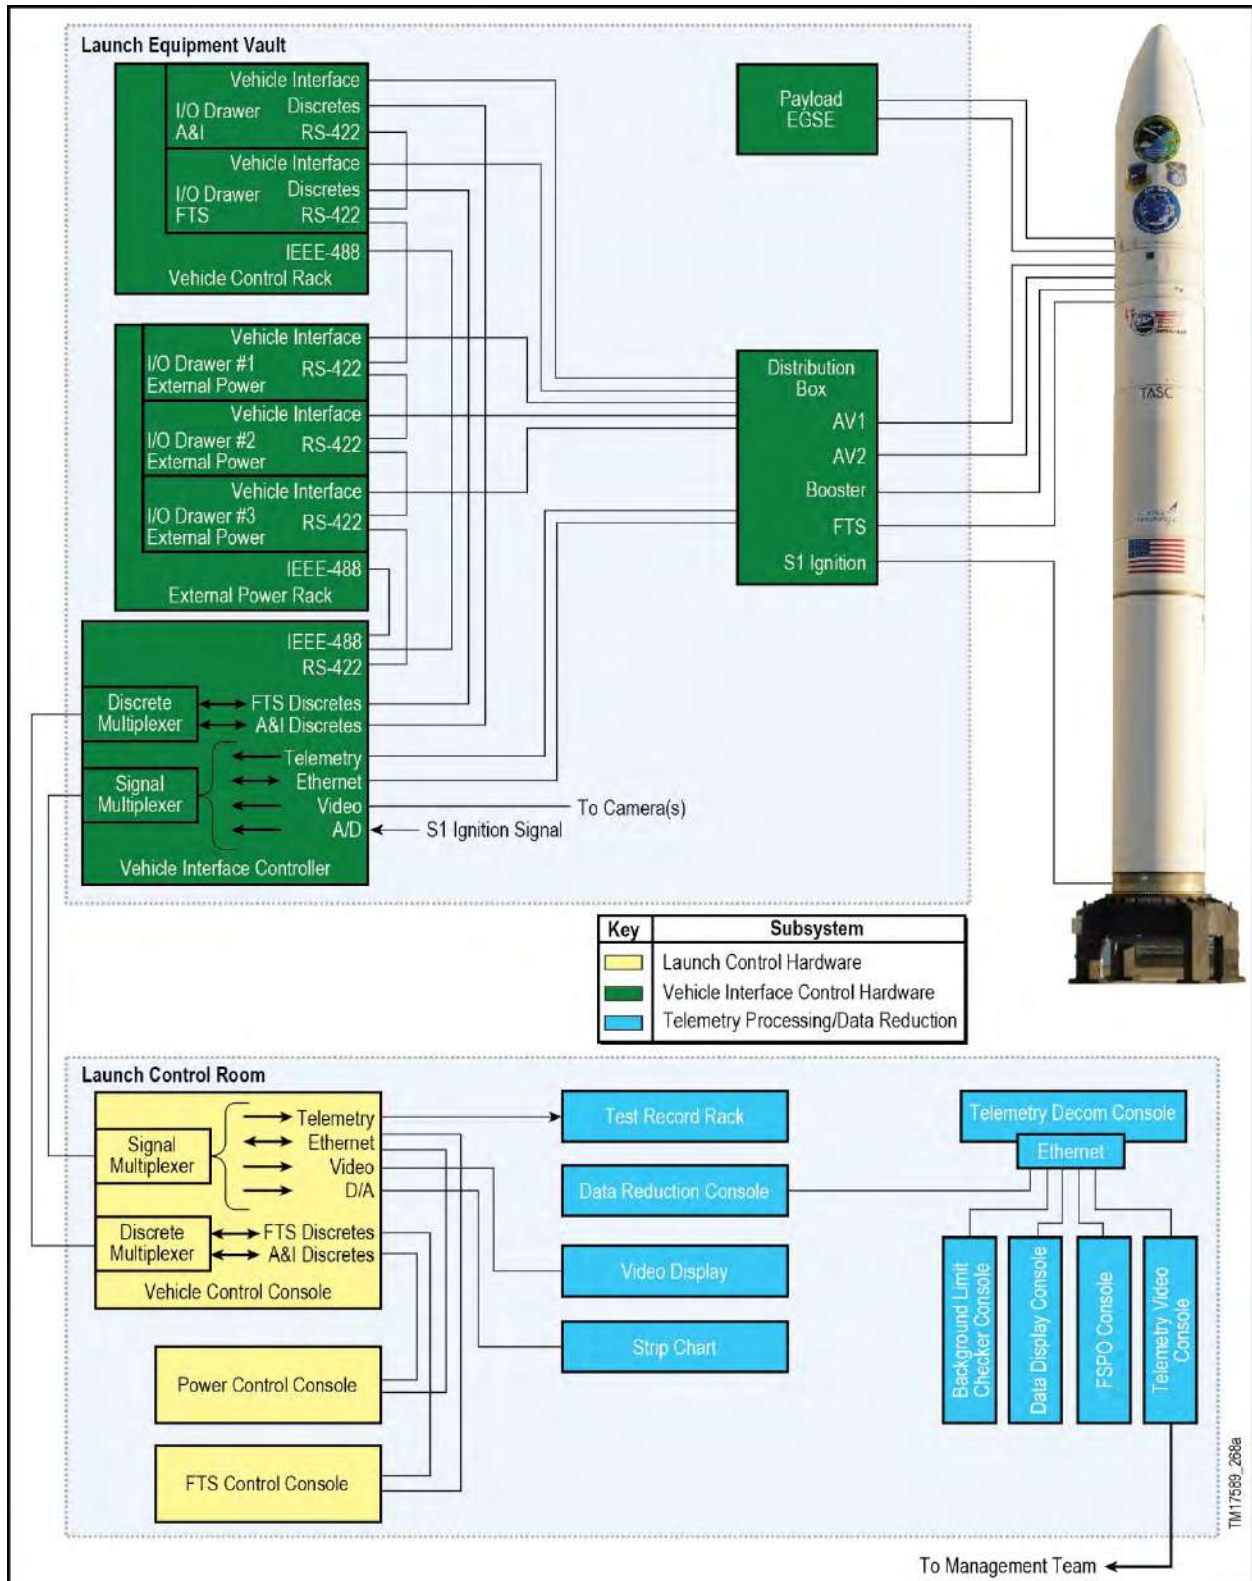 Launch Equipment Vault
Vehicle Interface
I/O Drawer
A&I
Discretes
RS-422
Vehicle Interface
I/O Drawer
FTS
Discretes
RS-422
IEEE-488
Vehicle Control Rack
Payload
EGSE
Vehicle Interface
I/O Drawer #1
External Power
RS-422
Vehicle Interface
I/O Drawer #2
External Power
RS-422
Vehicle Interface
I/O Drawer #3
External Power
RS-422
IEEE-488
External Power Rack
Distribution
Box
AV1
AV2
Booster
FTS
S1 Ignition
TASC
IEEE-488
RS-422
Discrete
Multiplexer
FTS Discretes
A&I Discretes
Signal
Multiplexer
Telemetry
Ethernet
Video
A/D
To Camera(s)
S1 Ignition Signal
Vehicle Interface Controller
Key
Subsystem
Launch Control Hardware
Vehicle Interface Control Hardware
Telemetry Processing/Data Reduction
Launch Control Room
Signal
Multiplexer
Telemetry
Ethernet
Video
D/A
Discrete
Multiplexer
FTS Discretes
A&I Discretes
Vehicle Control Console
Power Control Console
FTS Control Console
Test Record Rack
Data Reduction Console
Video Display
Strip Chart
Telemetry Decom Console
Ethernet
Background Limit
Checker Console
Data Display Console
FSPO Console
Telemetry Video
Console
To Management Team
TM17589_268a